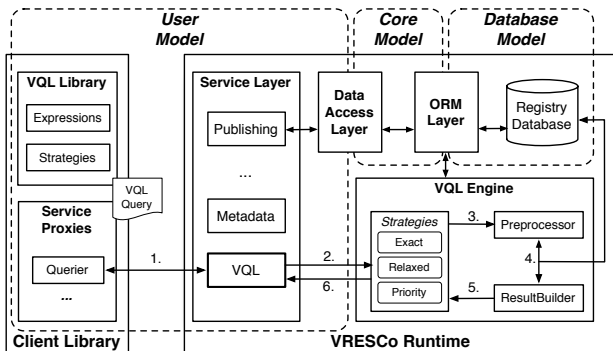 User
Model
Core
Model
Database
Model
VQL Library
Expressions
Strategies
VQL
Query
Service
Proxies
Querier
...
Client Library
Service Layer
Publishing
...
Metadata
VQL
Data
Access
Layer
ORM
Layer
Registry
Database
VQL Engine
Strategies
Exact
Relaxed
Priority
Preprocessor
ResultBuilder
1.
2.
3.
4.
5.
6.
VRESCo Runtime